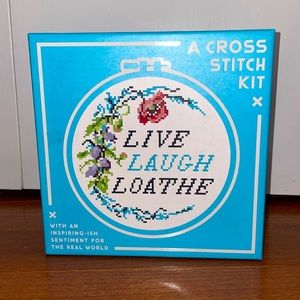 A CROSS
STITCH
KIT
LIVE
LAUGH
LOATHE
WITH AN
INSPIRING-ISH
SENTIMENT FOR
THE REAL WORLD